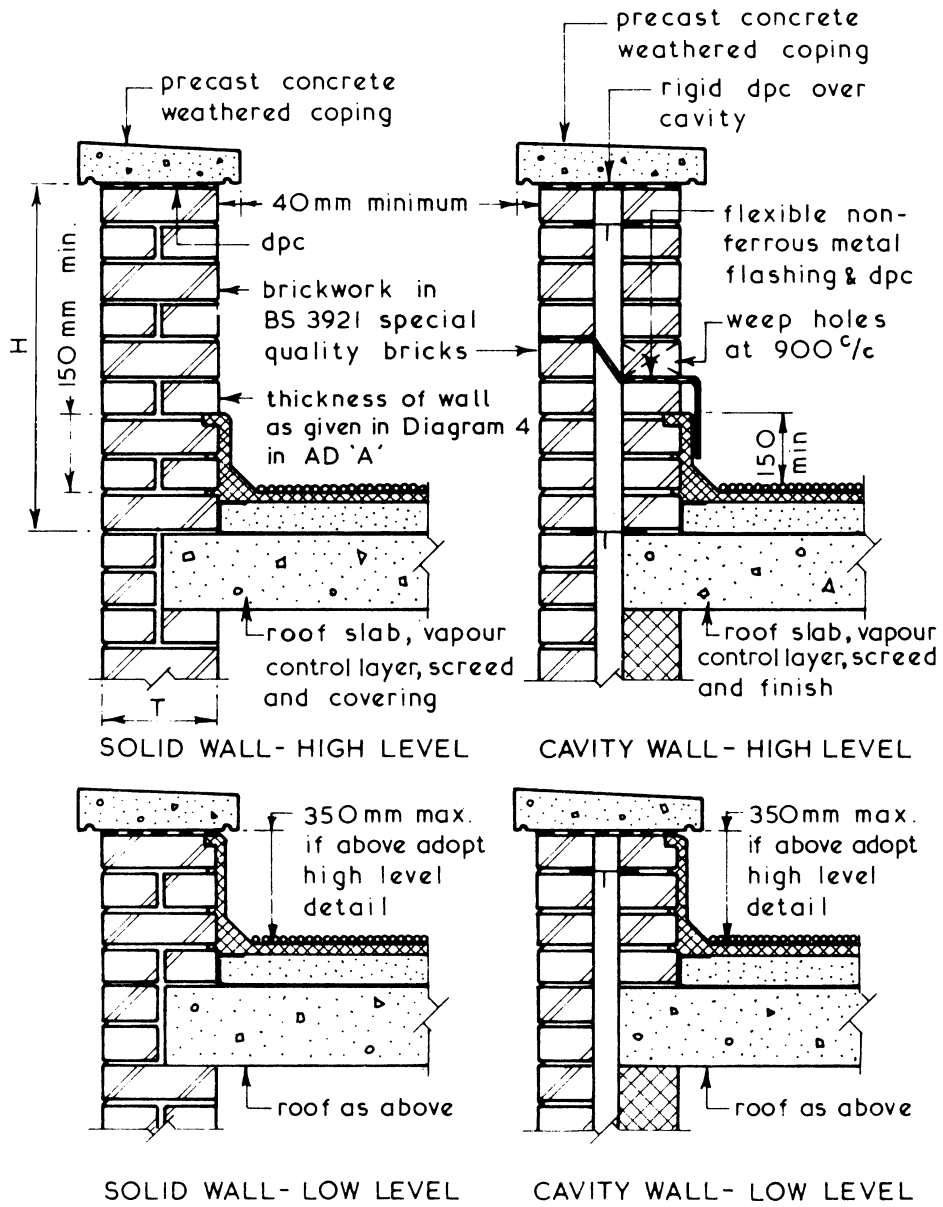 precast concrete
weathered coping
precast concrete
weathered coping
rigid dpc over
cavity
40mm minimum
dpc
flexible non-
ferrous metal
flashing & dpc
150mm min.
H
brickwork in
BS 3921 special
quality bricks
weep holes
at 900 c/c
thickness of wall
as given in Diagram 4
in AD 'A'
150
min
roof slab, vapour
control layer, screed
and covering
roof slab, vapour
control layer, screed
and finish
T
SOLID WALL - HIGH LEVEL
CAVITY WALL - HIGH LEVEL
350mm max.
if above adopt
high level
detail
350mm max.
if above adopt
high level
detail
roof as above
roof as above
SOLID WALL - LOW LEVEL
CAVITY WALL - LOW LEVEL